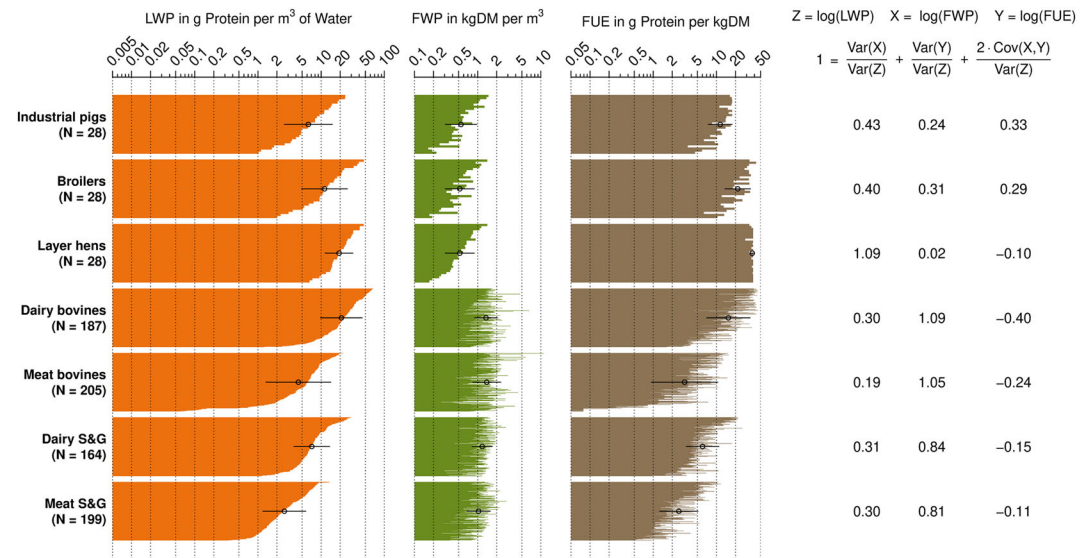 LWP in g Protein per m³ of Water
FWP in kgDM per m³
FUE in g Protein per kgDM
Z = log(LWP) X = log(FWP) Y = log(FUE)
1 = Var(X)/Var(Z) + Var(Y)/Var(Z) + 2·Cov(X,Y)/Var(Z)
0.005 0.01 0.02 0.05 0.1 0.2 0.5 1 2 5 10 20 50 100
0.1 0.2 0.5 1 2 5 10
0.05 0.1 0.2 0.5 1 2 5 10 20 50
Industrial pigs
(N = 28)
0.43 0.24 0.33
Broilers
(N = 28)
0.40 0.31 0.29
Layer hens
(N = 28)
1.09 0.02 −0.10
Dairy bovines
(N = 187)
0.30 1.09 −0.40
Meat bovines
(N = 205)
0.19 1.05 −0.24
Dairy S&G
(N = 164)
0.31 0.84 −0.15
Meat S&G
(N = 199)
0.30 0.81 −0.11